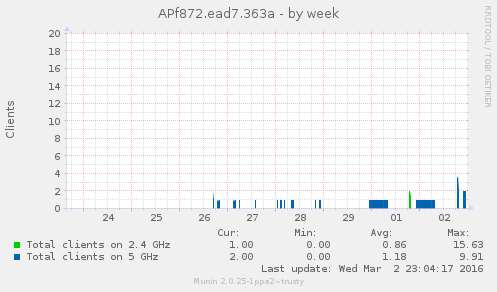 APf872.ead7.363a - by week
RRDTOOL / TOBI OETIKER
Clients
20
18
16
14
12
10
8
6
4
2
0
24 25 26 27 28 29 01 02
Cur: Min: Avg: Max:
Total clients on 2.4 GHz 1.00 0.00 0.86 15.63
Total clients on 5 GHz 2.00 0.00 1.18 9.91
Last update: Wed Mar 2 23:04:17 2016
Munin 2.0.25-1ppa2~trusty